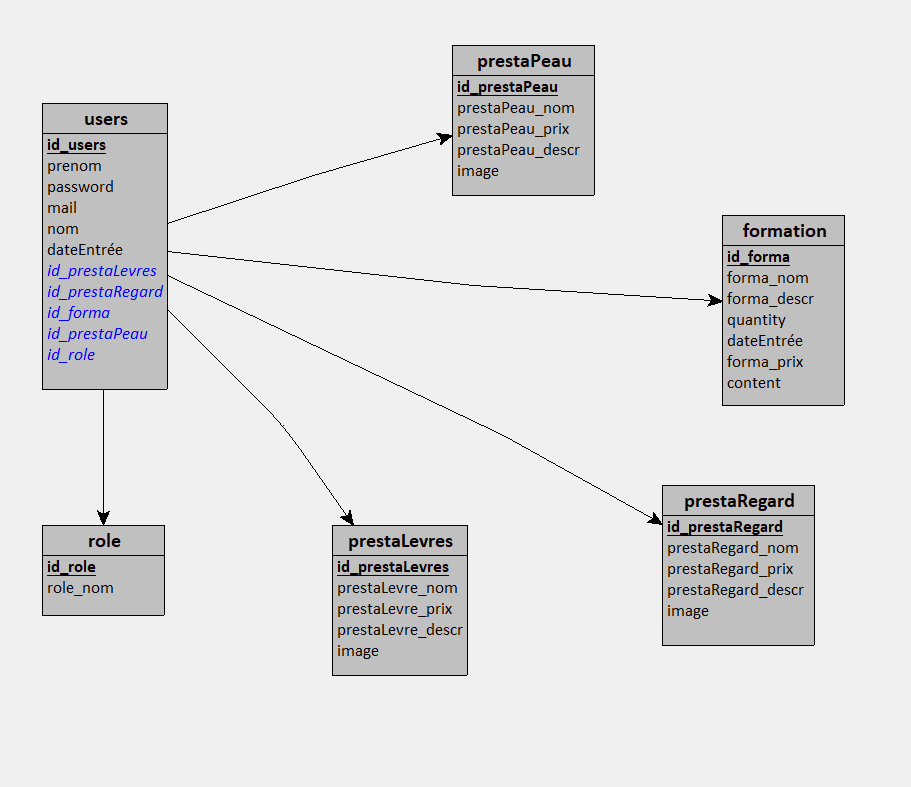 prestaPeau
id_prestaPeau
prestaPeau_nom
prestaPeau_prix
prestaPeau_descr
image
users
id_users
prenom
password
mail
nom
dateEntrée
id_prestaLevres
id_prestaRegard
id_forma
id_prestaPeau
id_role
formation
id_forma
forma_nom
forma_descr
quantity
dateEntrée
forma_prix
content
role
id_role
role_nom
prestaLevres
id_prestaLevres
prestaLevre_nom
prestaLevre_prix
prestaLevre_descr
image
prestaRegard
id_prestaRegard
prestaRegard_nom
prestaRegard_prix
prestaRegard_descr
image